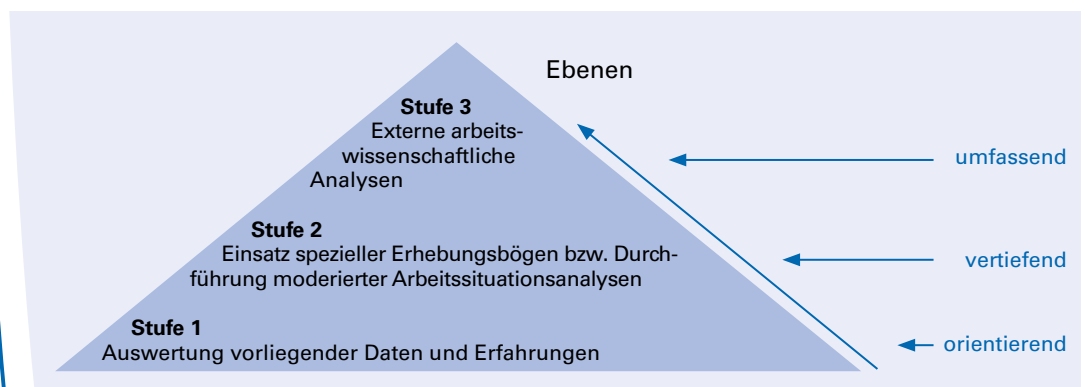 Ebenen
Stufe 3
Externe arbeits-
wissenschaftliche
Analysen
umfassend
Stufe 2
Einsatz spezieller Erhebungsbögen bzw. Durch-
führung moderierter Arbeitssituationsanalysen
vertiefend
Stufe 1
Auswertung vorliegender Daten und Erfahrungen
orientierend